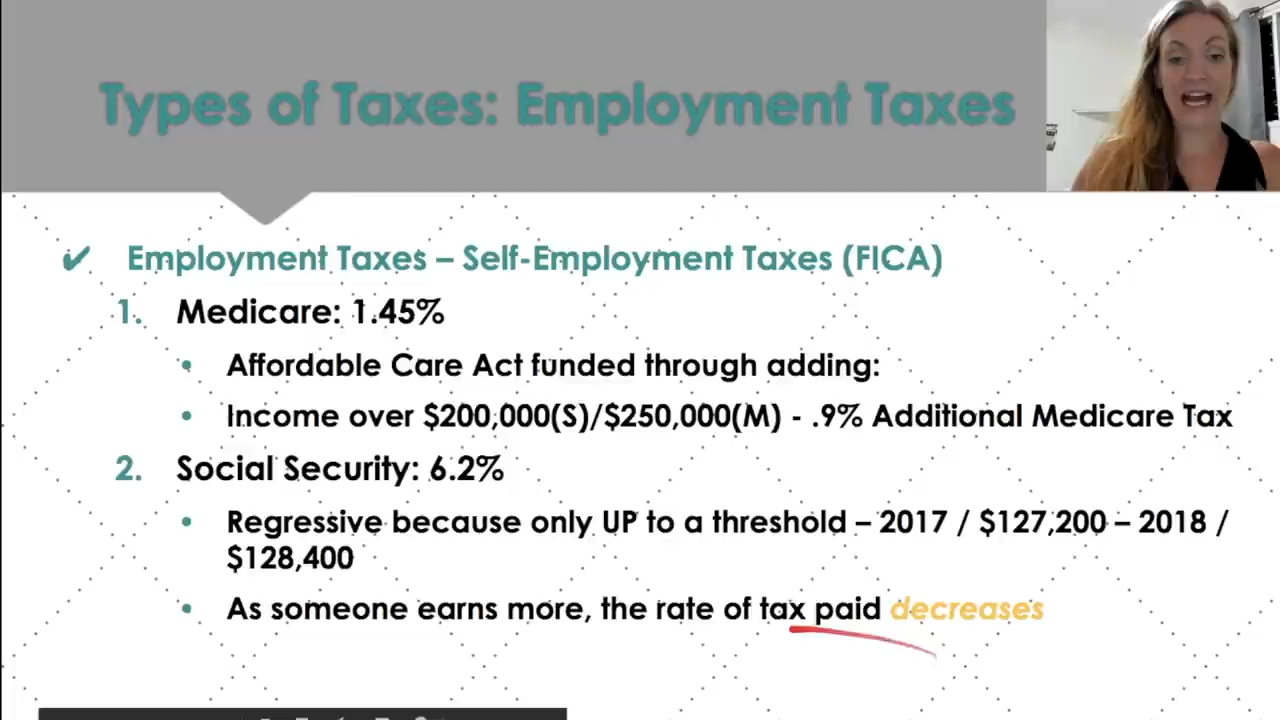 Types of Taxes: Employment Taxes
✔ Employment Taxes – Self-Employment Taxes (FICA)
1. Medicare: 1.45%
• Affordable Care Act funded through adding:
• Income over $200,000(S)/$250,000(M) - .9% Additional Medicare Tax
2. Social Security: 6.2%
• Regressive because only UP to a threshold – 2017 / $127,200 – 2018 /
$128,400
• As someone earns more, the rate of tax paid decreases